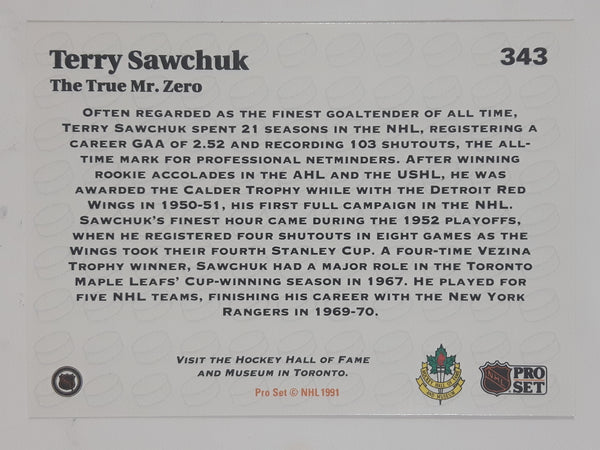 Terry Sawchuk
343
The True Mr. Zero
OFTEN REGARDED AS THE FINEST GOALTENDER OF ALL TIME,
TERRY SAWCHUK SPENT 21 SEASONS IN THE NHL, REGISTERING A
CAREER GAA OF 2.52 AND RECORDING 103 SHUTOUTS, THE ALL-
TIME MARK FOR PROFESSIONAL NETMINDERS. AFTER WINNING
ROOKIE ACCOLADES IN THE AHL AND THE USHL, HE WAS
AWARDED THE CALDER TROPHY WHILE WITH THE DETROIT RED
WINGS IN 1950-51, HIS FIRST FULL CAMPAIGN IN THE NHL.
SAWCHUK'S FINEST HOUR CAME DURING THE 1952 PLAYOFFS,
WHEN HE REGISTERED FOUR SHUTOUTS IN EIGHT GAMES AS THE
WINGS TOOK THEIR FOURTH STANLEY CUP. A FOUR-TIME VEZINA
TROPHY WINNER, SAWCHUK HAD A MAJOR ROLE IN THE TORONTO
MAPLE LEAFS' CUP-WINNING SEASON IN 1967. HE PLAYED FOR
FIVE NHL TEAMS, FINISHING HIS CAREER WITH THE NEW YORK
RANGERS IN 1969-70.
VISIT THE HOCKEY HALL OF FAME
AND MUSEUM IN TORONTO.
Pro Set © NHL 1991
HOCKEY HALL OF FAME
AND MUSEUM
NHL
PRO
SET